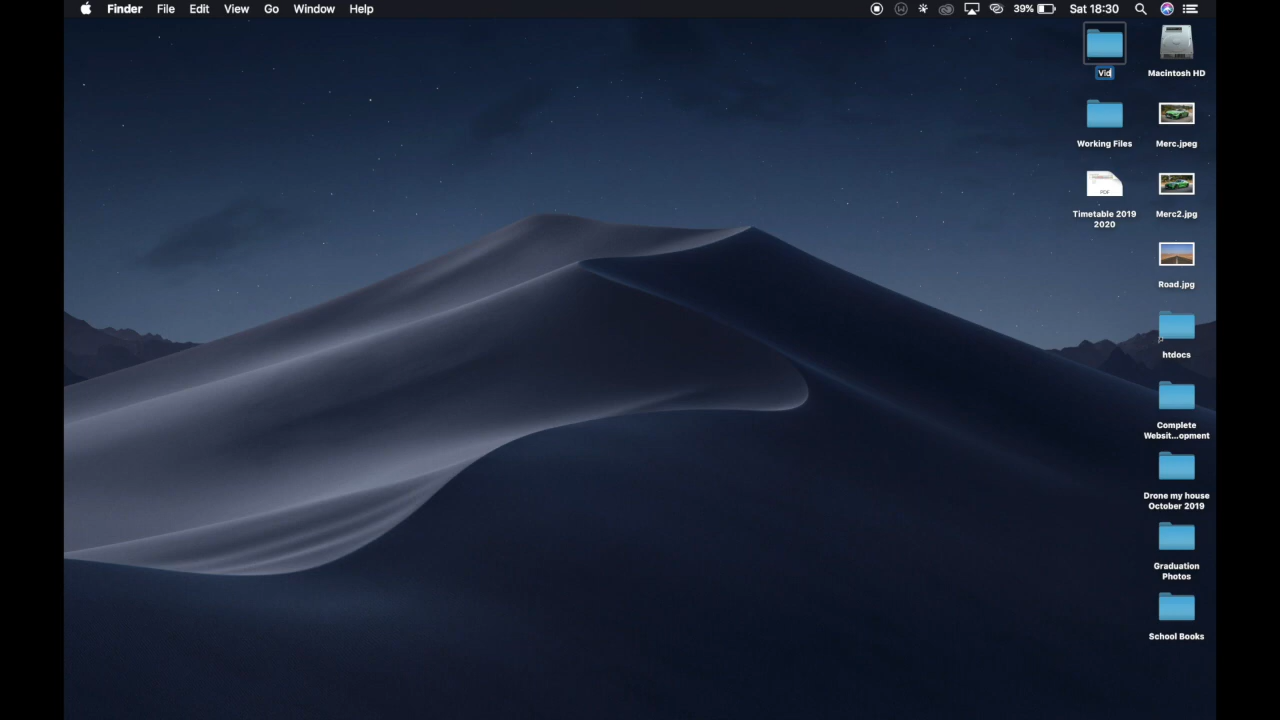 Finder File Edit View Go Window Help 39% Sat 18:30
Vid
Macintosh HD
Working Files
Merc.jpeg
PDF
Timetable 2019
2020
Merc2.jpg
Road.jpg
htdocs
Complete
Websit...opment
Drone my house
October 2019
Graduation
Photos
School Books